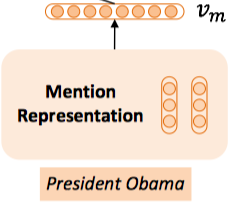 v_m
Mention
Representation
President Obama